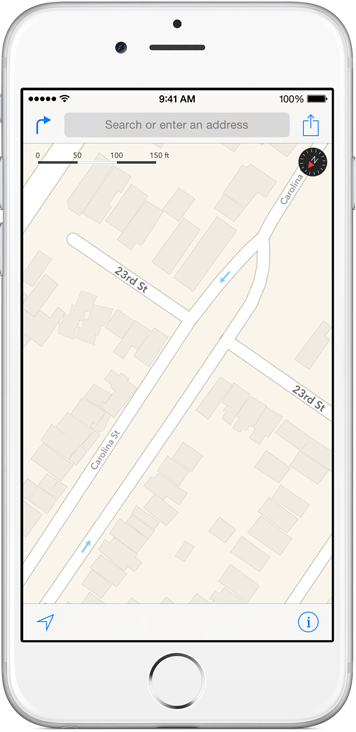 9:41 AM
100%
Search or enter an address
0 50 100 150 ft
N
Carolina
23rd St
23rd St
Carolina St
i